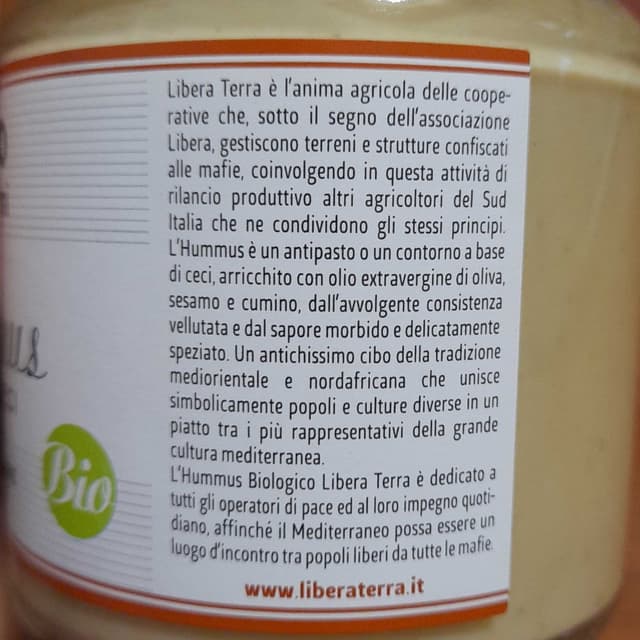 Libera Terra è l'anima agricola delle coope-
rative che, sotto il segno dell'associazione
Libera, gestiscono terreni e strutture confiscati
alle mafie, coinvolgendo in questa attività di
rilancio produttivo altri agricoltori del Sud
Italia che ne condividono gli stessi principi.
L'Hummus è un antipasto o un contorno a base
di ceci, arricchito con olio extravergine di oliva,
sesamo e cumino, dall'avvolgente consistenza
vellutata e dal sapore morbido e delicatamente
speziato. Un antichissimo cibo della tradizione
mediorientale e nordafricana che unisce
simbolicamente popoli e culture diverse in un
piatto tra i più rappresentativi della grande
cultura mediterranea.
L'Hummus Biologico Libera Terra è dedicato a
tutti gli operatori di pace ed al loro impegno quoti-
diano, affinché il Mediterraneo possa essere un
luogo d'incontro tra popoli liberi da tutte le mafie.
www.liberaterra.it
Bio